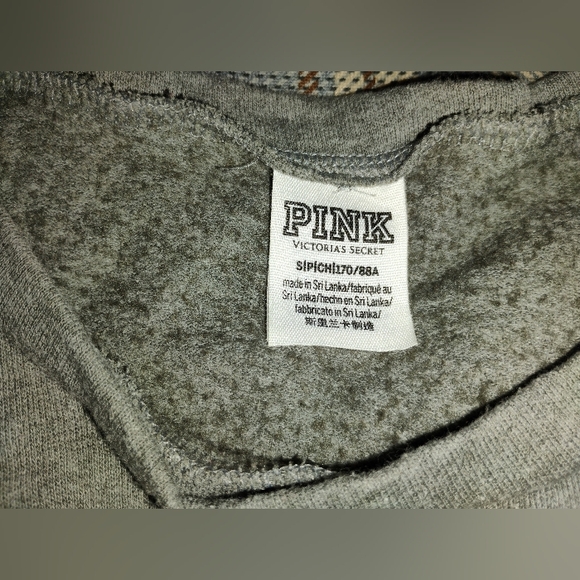 PINK
VICTORIA'S SECRET
S|P|CH|170/88A
made in Sri Lanka/fabriqué au
Sri Lanka/hecho en Sri Lanka/
fabbricato in Sri Lanka/
斯里兰卡制造